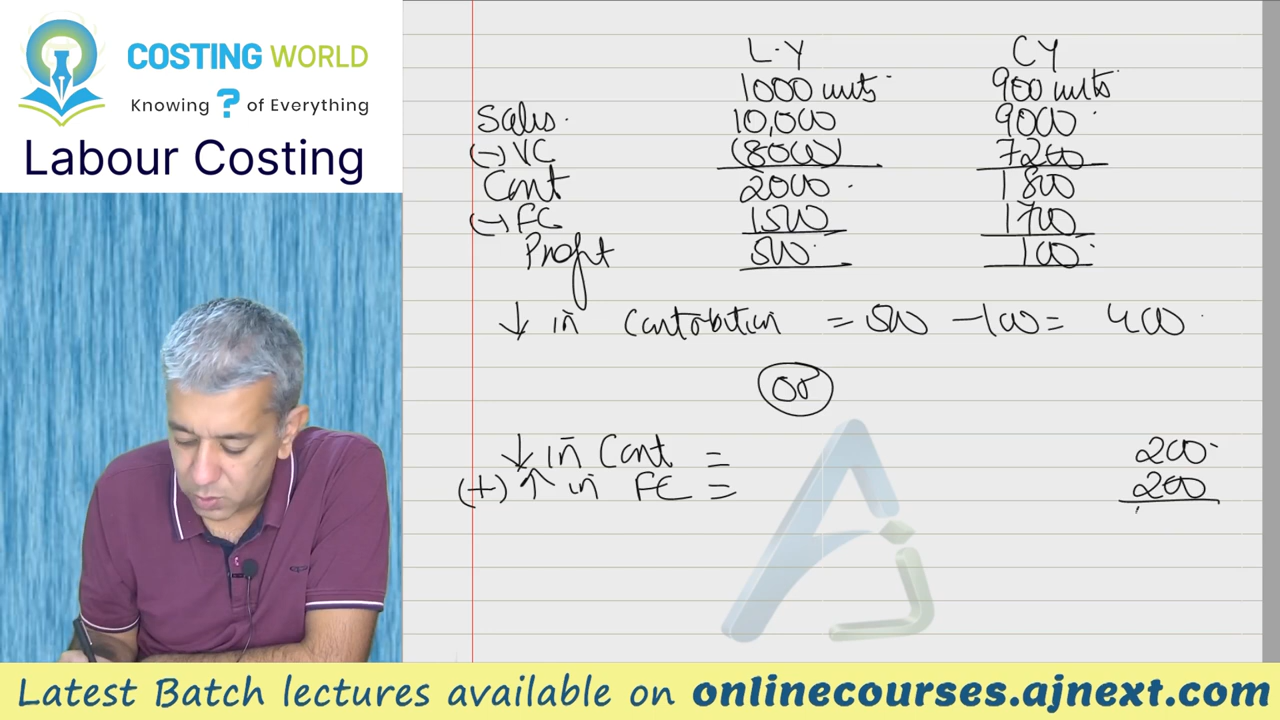 COSTING WORLD
Knowing ? of Everything
Labour Costing
L.Y CY
1000 units 900 units
Sales. 10,000 9000
(-) VC (8000) 7200
Cont 2000 1800
(-) FC 1500 1700
Profit 500 100
↓ in Contribution = 500 - 100 = 400
or
↓ in Cont = 200
(+) ↑ in FC = 200
Latest Batch lectures available on onlinecourses.ajnext.com